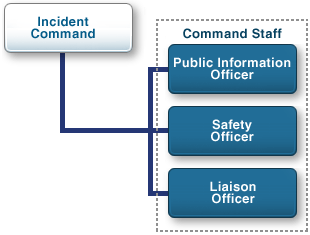 Incident
Command
Command Staff
Public Information
Officer
Safety
Officer
Liaison
Officer